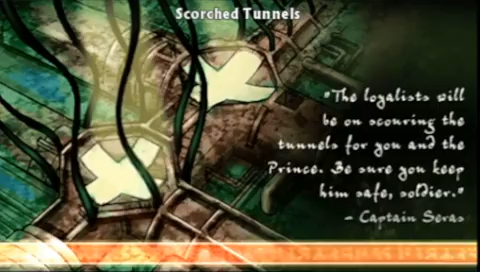 Scorched Tunnels
"The loyalists will
be on scouring the
tunnels for you and the
Prince. Be sure you keep
him safe, soldier."
- Captain Seras